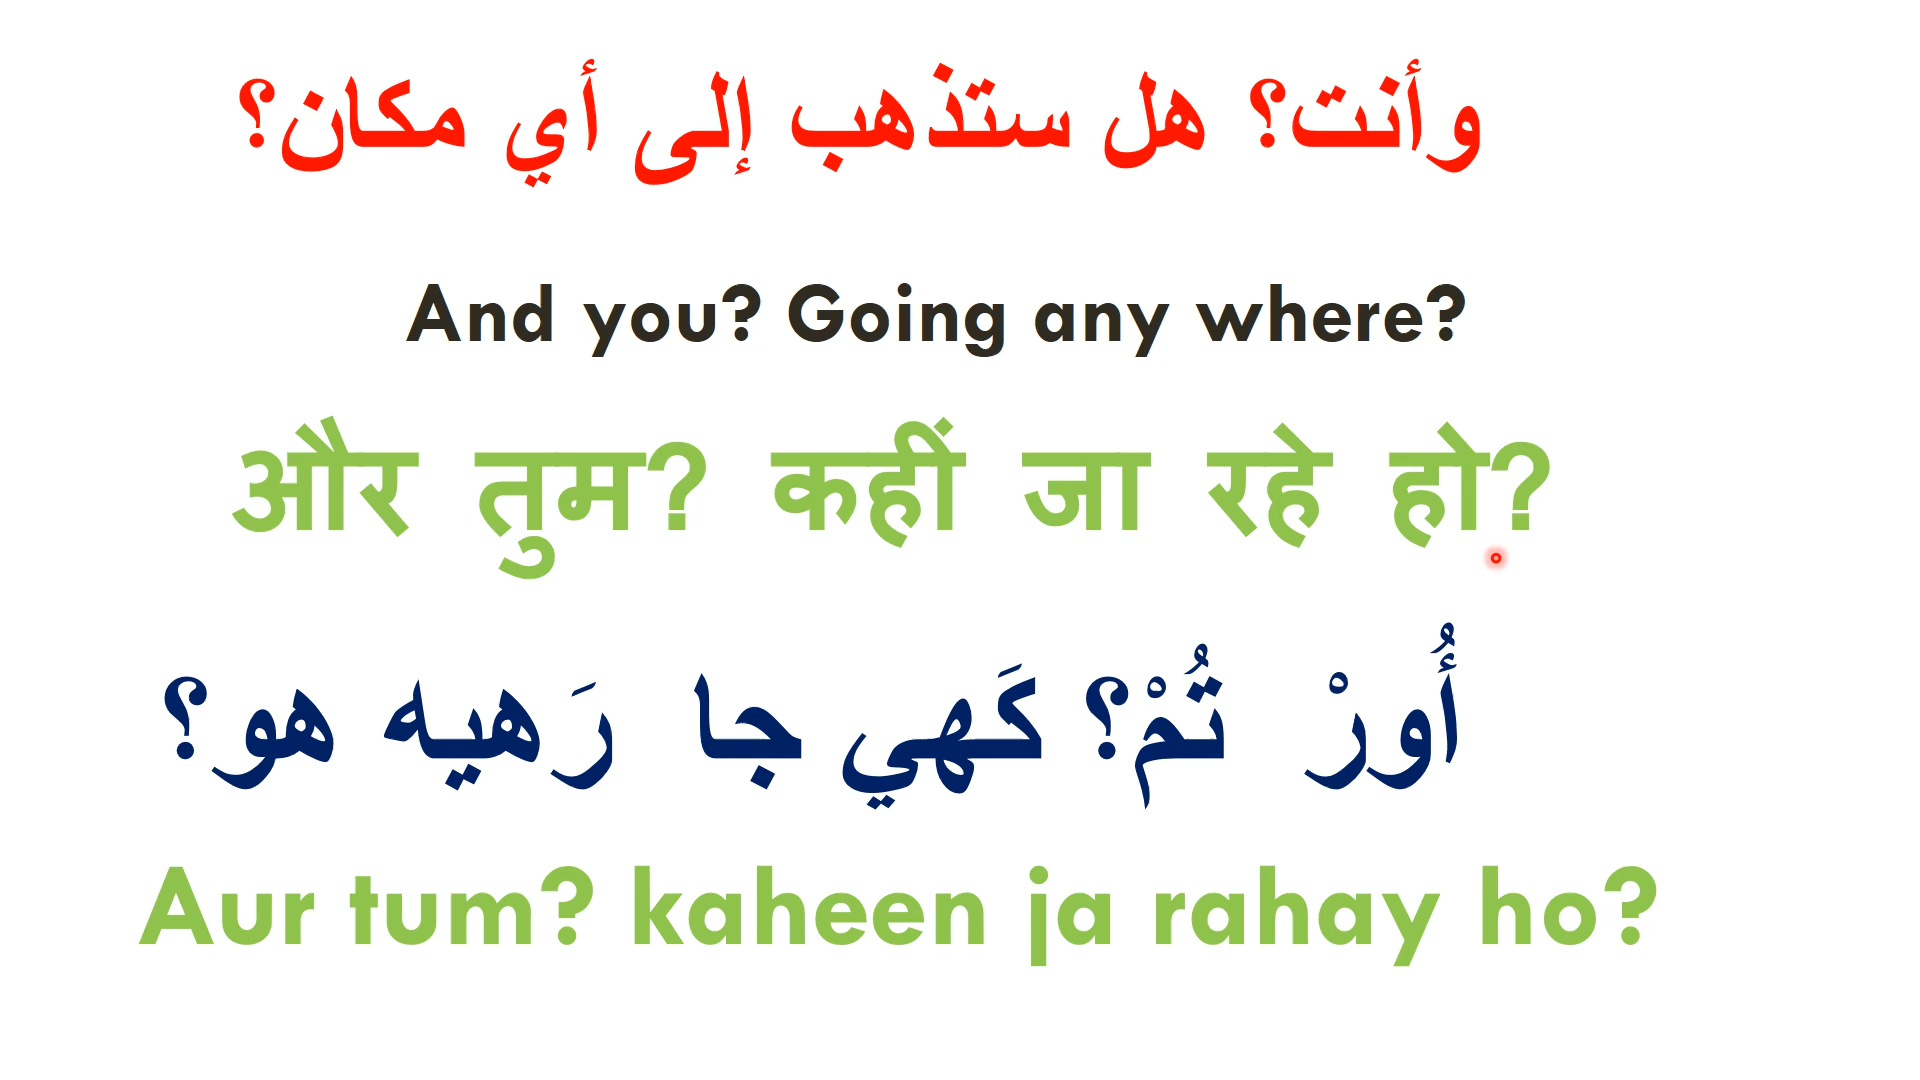 وأنت؟ هل ستذهب إلى أي مكان؟
And you? Going any where?
और तुम? कहीं जा रहे हो?
أُورْ تُمْ؟ كَهي جا رَهيه هو؟
Aur tum? kaheen ja rahay ho?